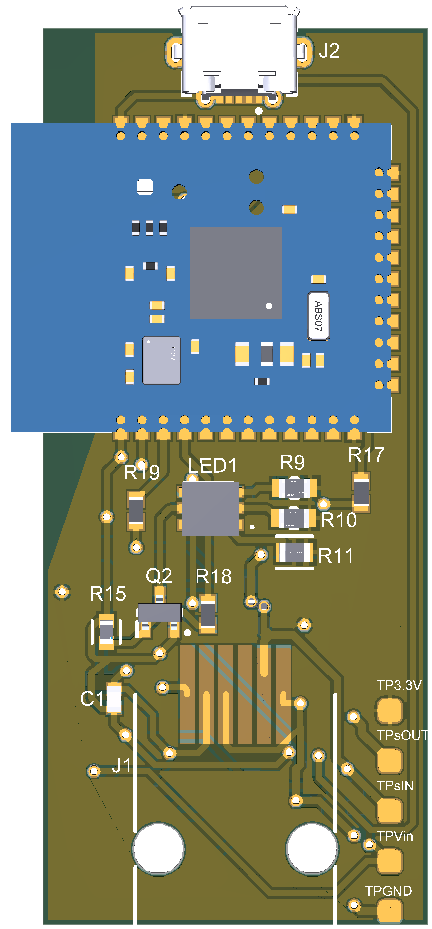 J2
ABS07
LED1
R9
R17
R19
R10
R11
Q2
R18
R15
C1
TP3.3V
TPsOUT
J1
TPsIN
TPVin
TPGND